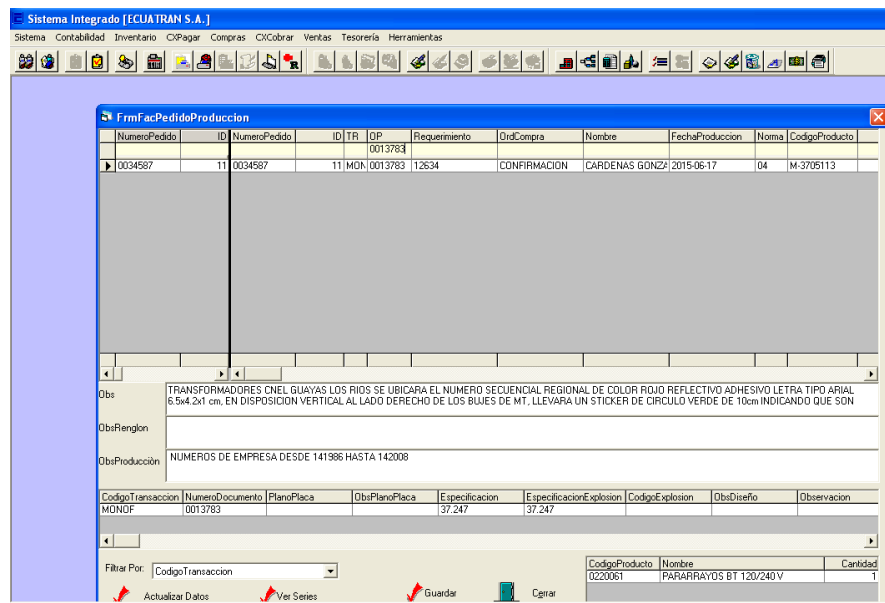 Sistema Integrado [ECUATRAN S.A.]
Sistema Contabilidad Inventario CXPagar Compras CXCobrar Ventas Tesorería Herramientas
FrmFacPedidoProduccion
NumeroPedido ID NumeroPedido ID TR OP Requerimiento OrdCompra Nombre FechaProduccion Norma CodigoProducto
0013783
0034587 11 0034587 11 MON 0013783 12634 CONFIRMACION CARDENAS GONZA 2015-06-17 04 M-3705113
Obs
TRANSFORMADORES CNEL GUAYAS LOS RIOS SE UBICARA EL NUMERO SECUENCIAL REGIONAL DE COLOR ROJO REFLECTIVO ADHESIVO LETRA TIPO ARIAL
6.5x4.2x1 cm, EN DISPOSICION VERTICAL AL LADO DERECHO DE LOS BUJES DE MT, LLEVARA UN STICKER DE CIRCULO VERDE DE 10cm INDICANDO QUE SON
ObsRenglon
ObsProducciòn
NUMEROS DE EMPRESA DESDE 141986 HASTA 142008
CodigoTransaccion NumeroDocumento PlanoPlaca ObsPlanoPlaca Especificacion EspecificacionExplosion CodigoExplosion ObsDiseño Observacion
MONOF 0013783 37.247 37.247
Filtrar Por: CodigoTransaccion
CodigoProducto Nombre Cantidad
0220061 PARARRAYOS BT 120/240 V 1
Actualizar Datos Ver Series Guardar Cerrar